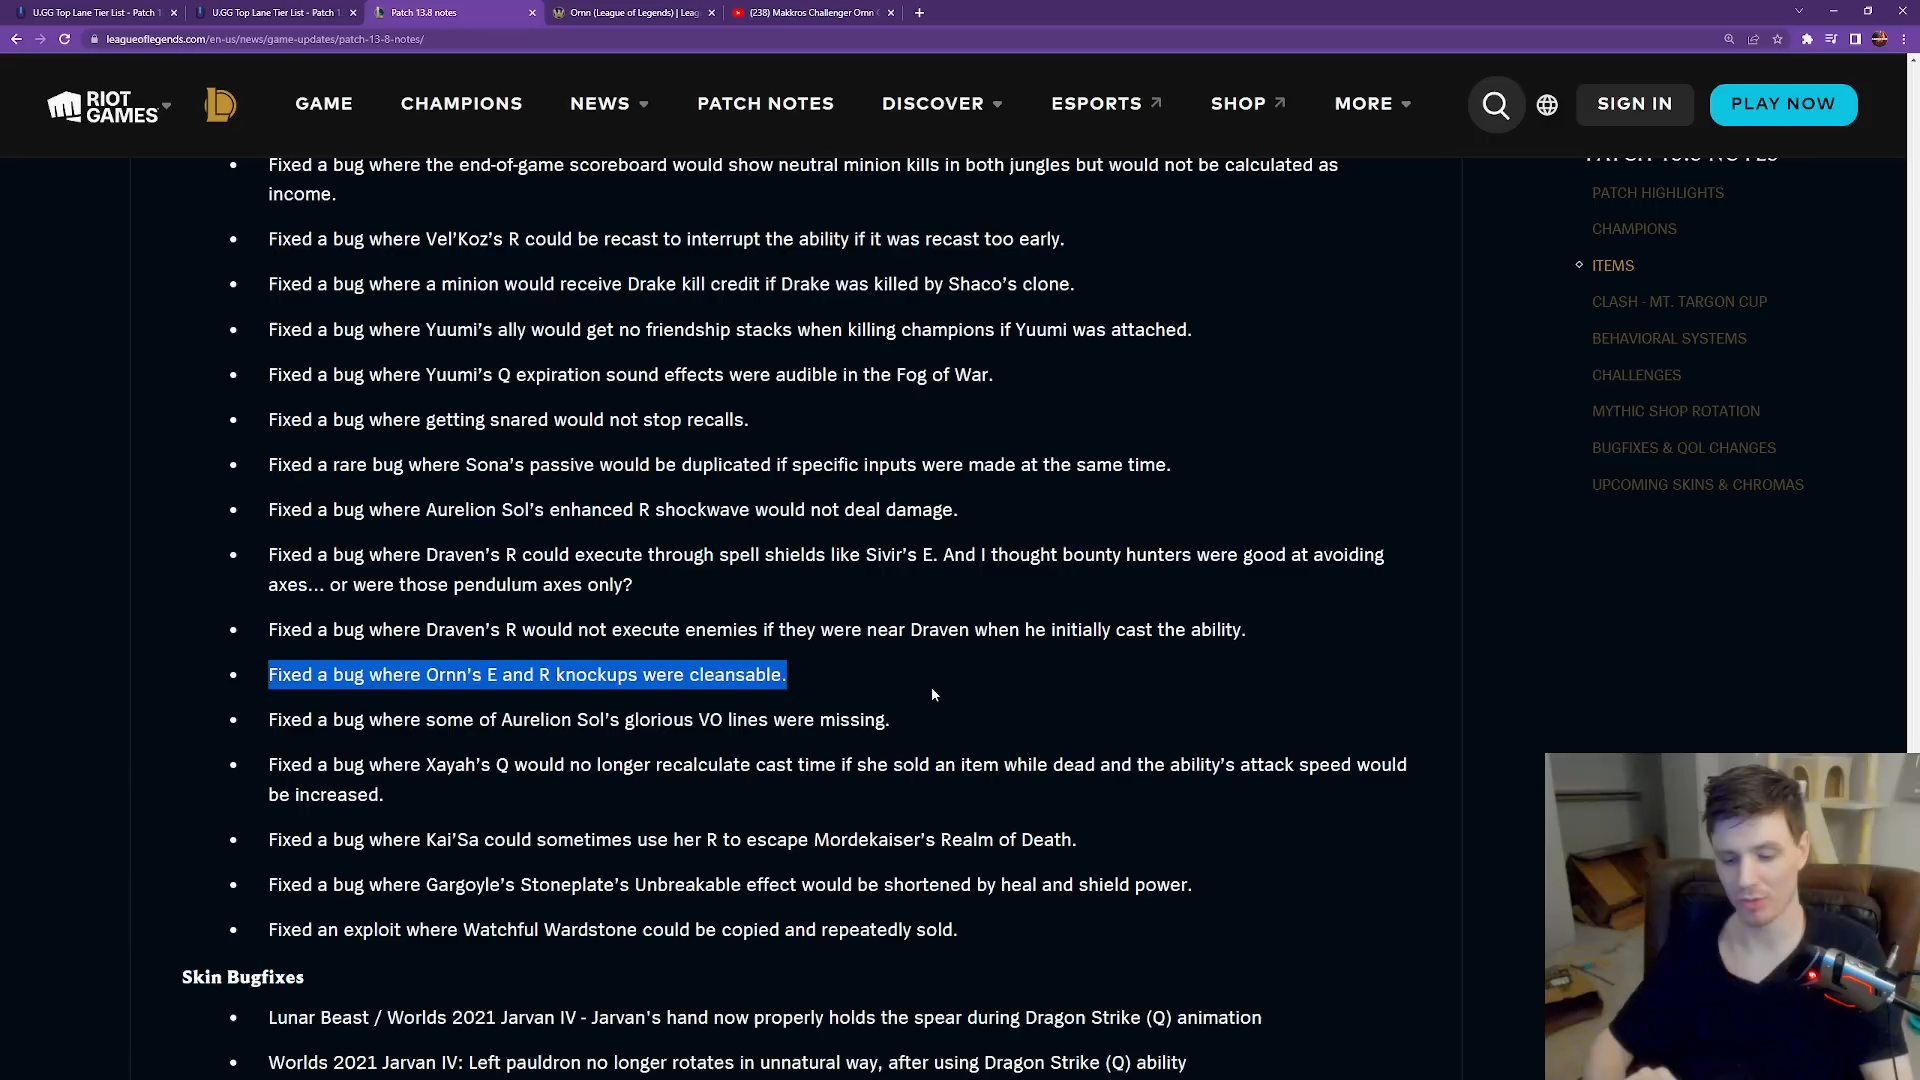 U.GG Top Lane Tier List - Patch 1
U.GG Top Lane Tier List - Patch 1
Patch 13.8 notes
Ornn (League of Legends) | Leag
(238) Makkros Challenger Ornn
leagueoflegends.com/en-us/news/game-updates/patch-13-8-notes/
RIOT GAMES
GAME
CHAMPIONS
NEWS
PATCH NOTES
DISCOVER
ESPORTS
SHOP
MORE
SIGN IN
PLAY NOW
• Fixed a bug where the end-of-game scoreboard would show neutral minion kills in both jungles but would not be calculated as
income.
• Fixed a bug where Vel’Koz’s R could be recast to interrupt the ability if it was recast too early.
• Fixed a bug where a minion would receive Drake kill credit if Drake was killed by Shaco’s clone.
• Fixed a bug where Yuumi’s ally would get no friendship stacks when killing champions if Yuumi was attached.
• Fixed a bug where Yuumi’s Q expiration sound effects were audible in the Fog of War.
• Fixed a bug where getting snared would not stop recalls.
• Fixed a rare bug where Sona’s passive would be duplicated if specific inputs were made at the same time.
• Fixed a bug where Aurelion Sol’s enhanced R shockwave would not deal damage.
• Fixed a bug where Draven’s R could execute through spell shields like Sivir’s E. And I thought bounty hunters were good at avoiding
axes… or were those pendulum axes only?
• Fixed a bug where Draven’s R would not execute enemies if they were near Draven when he initially cast the ability.
• Fixed a bug where Ornn’s E and R knockups were cleansable.
• Fixed a bug where some of Aurelion Sol’s glorious VO lines were missing.
• Fixed a bug where Xayah’s Q would no longer recalculate cast time if she sold an item while dead and the ability’s attack speed would
be increased.
• Fixed a bug where Kai’Sa could sometimes use her R to escape Mordekaiser’s Realm of Death.
• Fixed a bug where Gargoyle’s Stoneplate’s Unbreakable effect would be shortened by heal and shield power.
• Fixed an exploit where Watchful Wardstone could be copied and repeatedly sold.
Skin Bugfixes
• Lunar Beast / Worlds 2021 Jarvan IV - Jarvan's hand now properly holds the spear during Dragon Strike (Q) animation
• Worlds 2021 Jarvan IV: Left pauldron no longer rotates in unnatural way, after using Dragon Strike (Q) ability
PATCH 13.8 NOTES
PATCH HIGHLIGHTS
CHAMPIONS
ITEMS
CLASH - MT. TARGON CUP
BEHAVIORAL SYSTEMS
CHALLENGES
MYTHIC SHOP ROTATION
BUGFIXES & QOL CHANGES
UPCOMING SKINS & CHROMAS